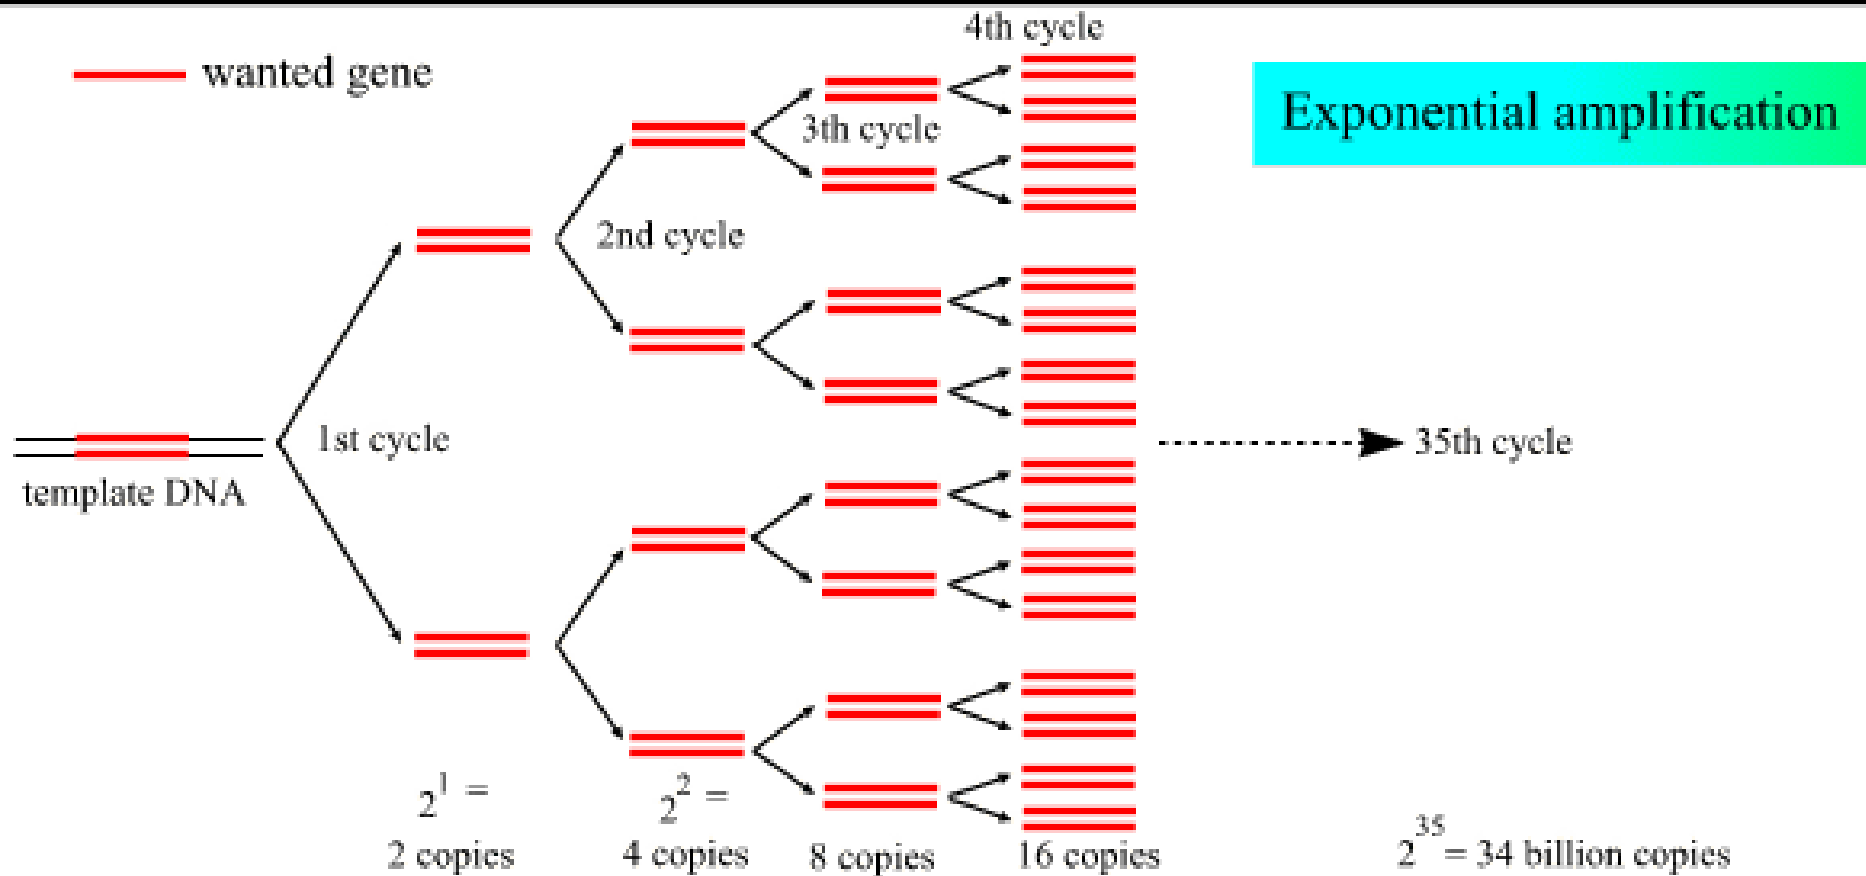 4th cycle
wanted gene
Exponential amplification
3th cycle
2nd cycle
1st cycle
35th cycle
template DNA
2^1 =
2^2 =
2 copies
4 copies
8 copies
16 copies
2^35 = 34 billion copies